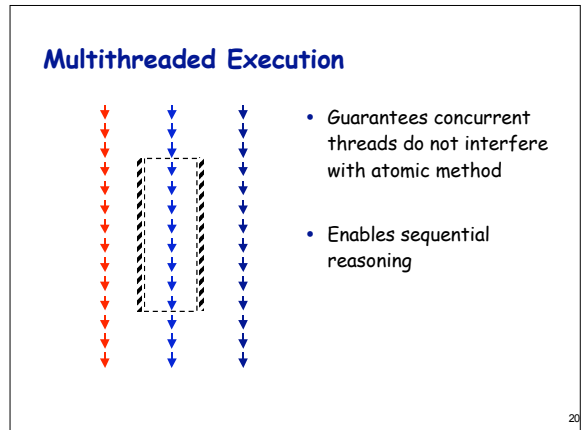 Multithreaded Execution
• Guarantees concurrent
threads do not interfere
with atomic method
• Enables sequential
reasoning
20